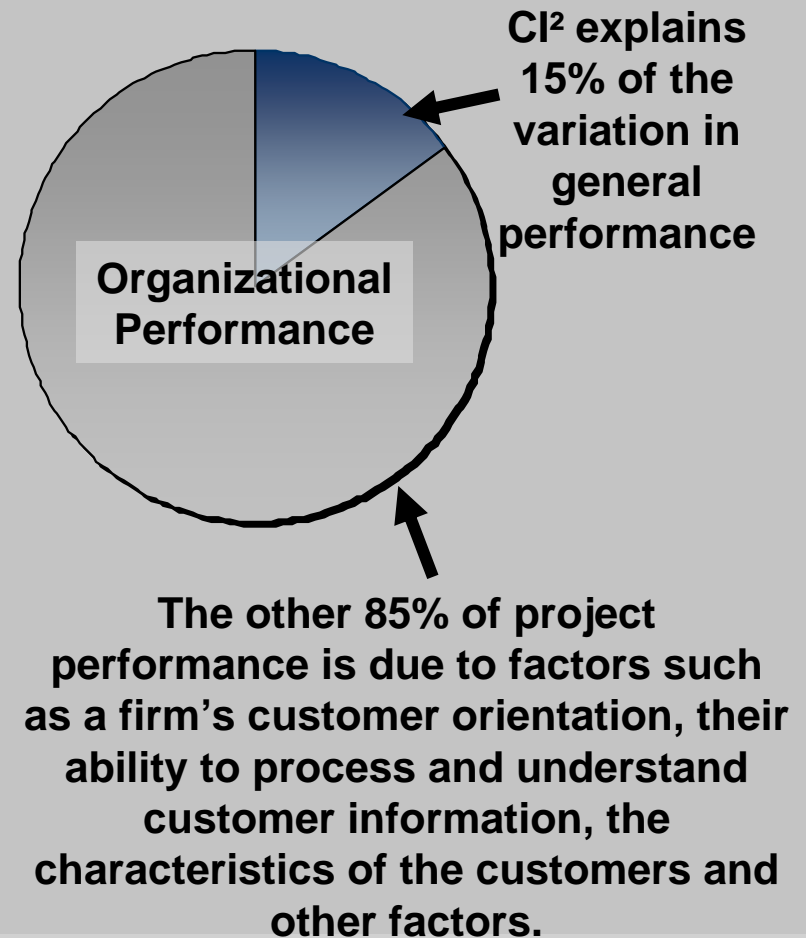 CI² explains
15% of the
variation in
general
performance
Organizational
Performance
The other 85% of project
performance is due to factors such
as a firm’s customer orientation, their
ability to process and understand
customer information, the
characteristics of the customers and
other factors.